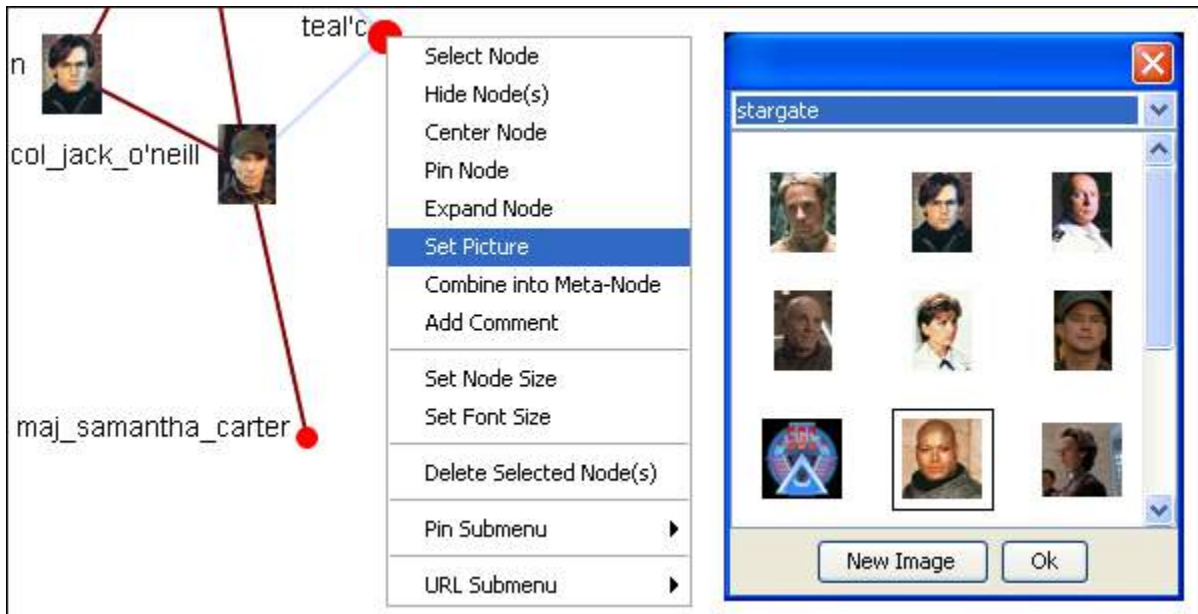 teal'c
n
col_jack_o'neill
maj_samantha_carter
Select Node
Hide Node(s)
Center Node
Pin Node
Expand Node
Set Picture
Combine into Meta-Node
Add Comment
Set Node Size
Set Font Size
Delete Selected Node(s)
Pin Submenu
URL Submenu
stargate
New Image
Ok